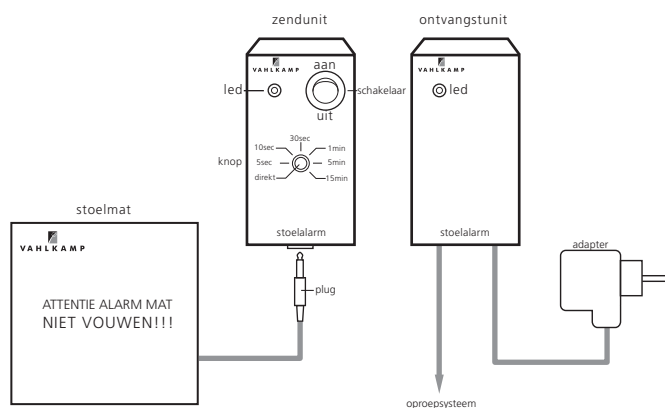 zendunit
ontvangstunit
VAHLKAMP
aan
led
schakelaar
uit
30sec
10sec
1min
knop
5sec
5min
direkt
15min
stoelalarm
VAHLKAMP
led
stoelalarm
stoelmat
VAHLKAMP
ATTENTIE ALARM MAT
NIET VOUWEN!!!
plug
adapter
oproepsysteem